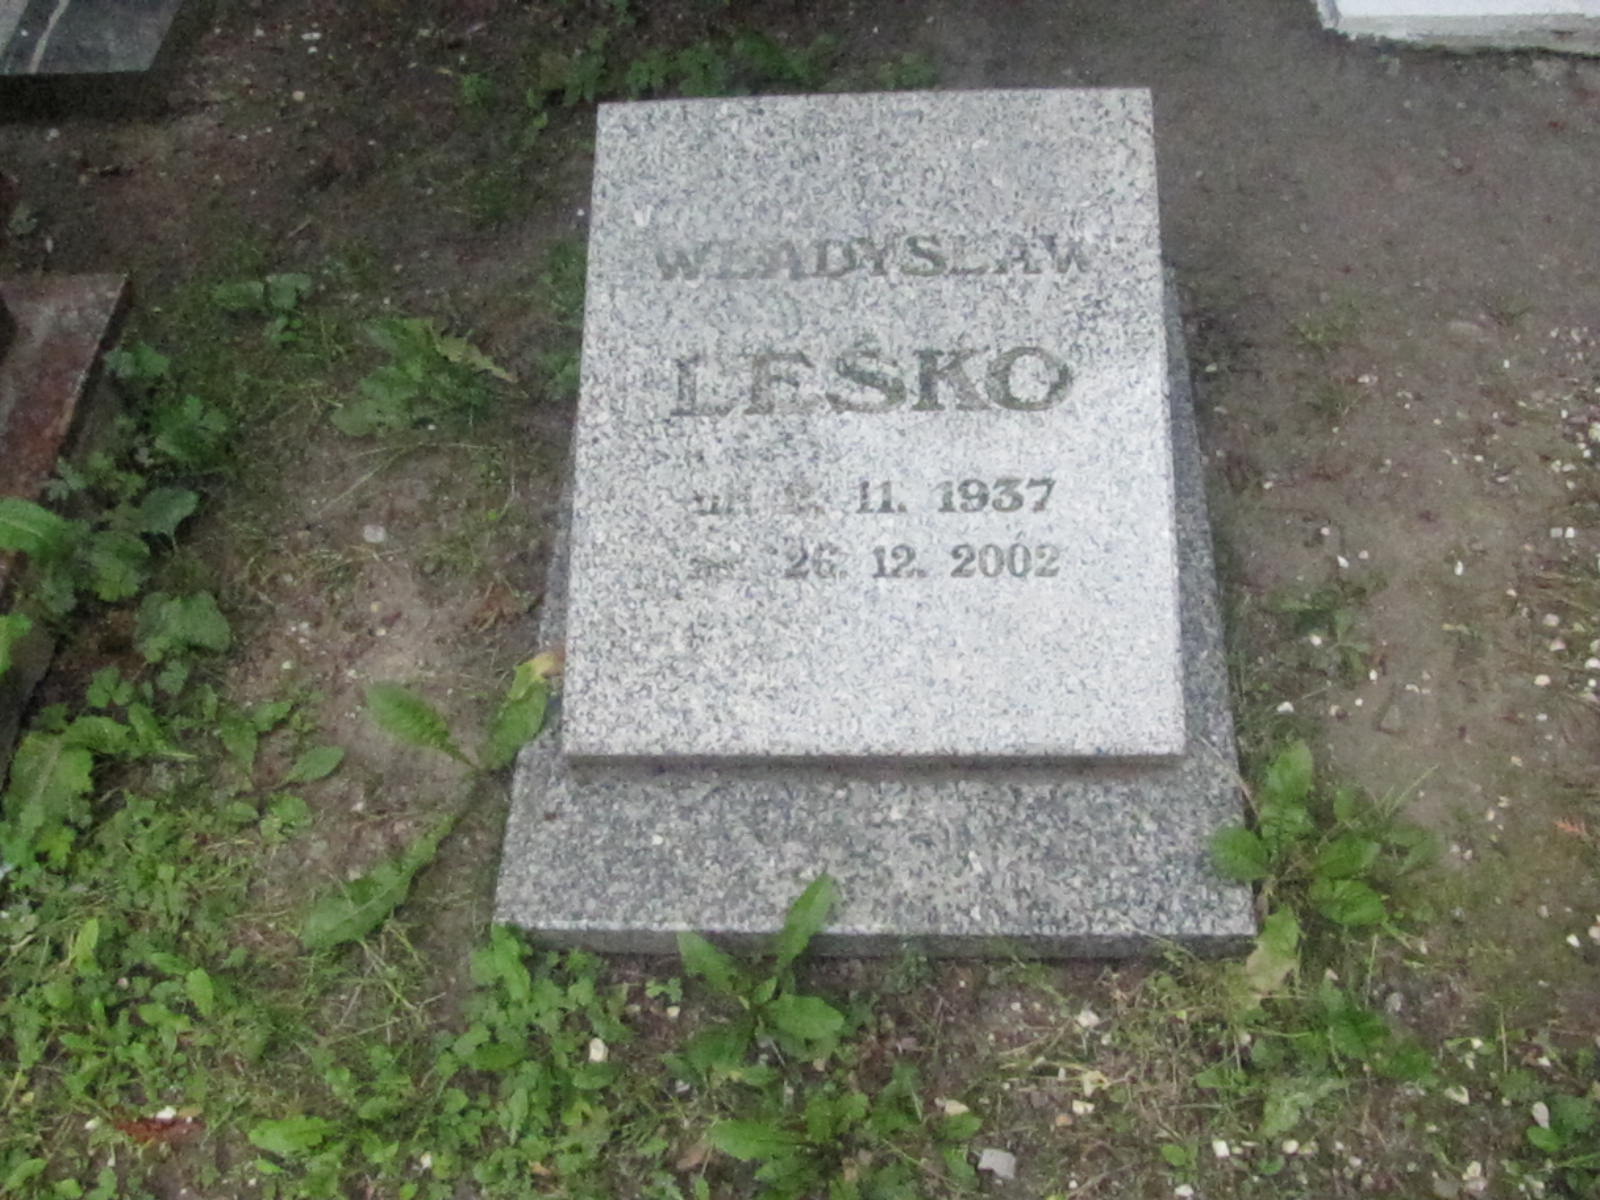 WŁADYSŁAW
LEŚKO
11. 1937
26. 12. 2002